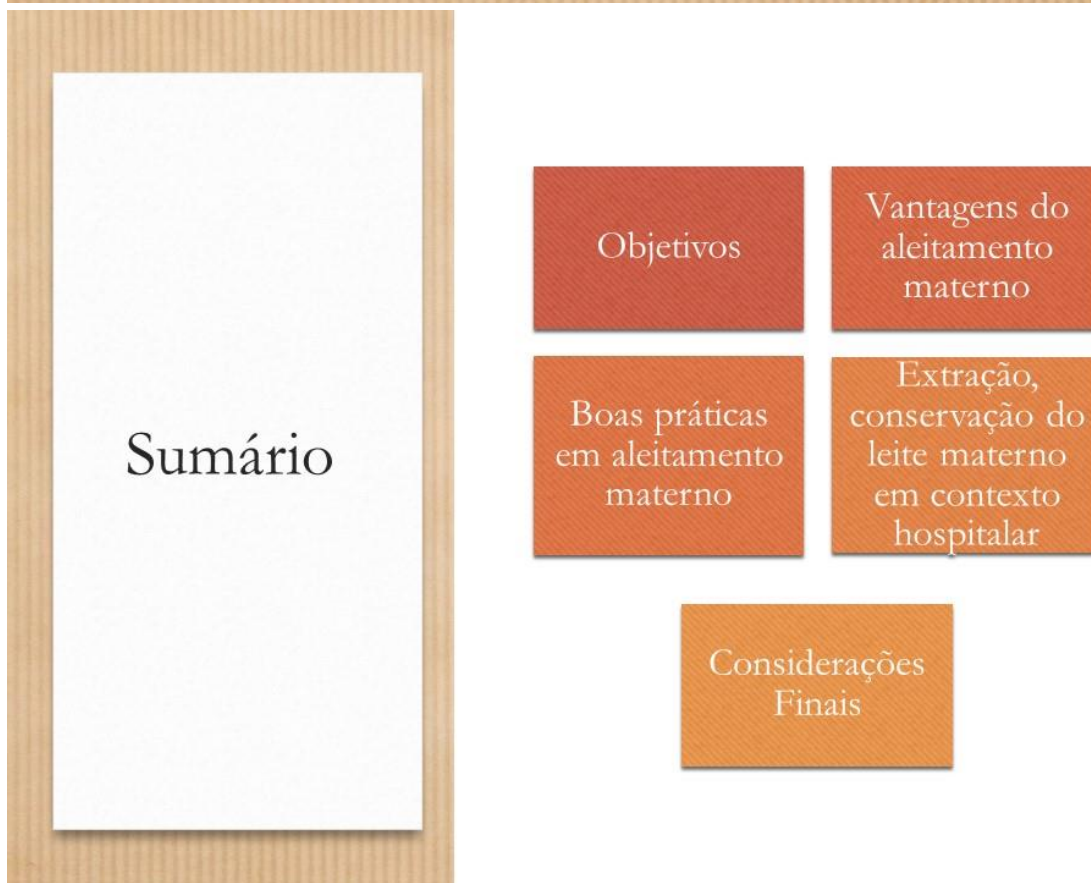 Sumário
Objetivos
Vantagens do
aleitamento
materno
Boas práticas
em aleitamento
materno
Extração,
conservação do
leite materno
em contexto
hospitalar
Considerações
Finais